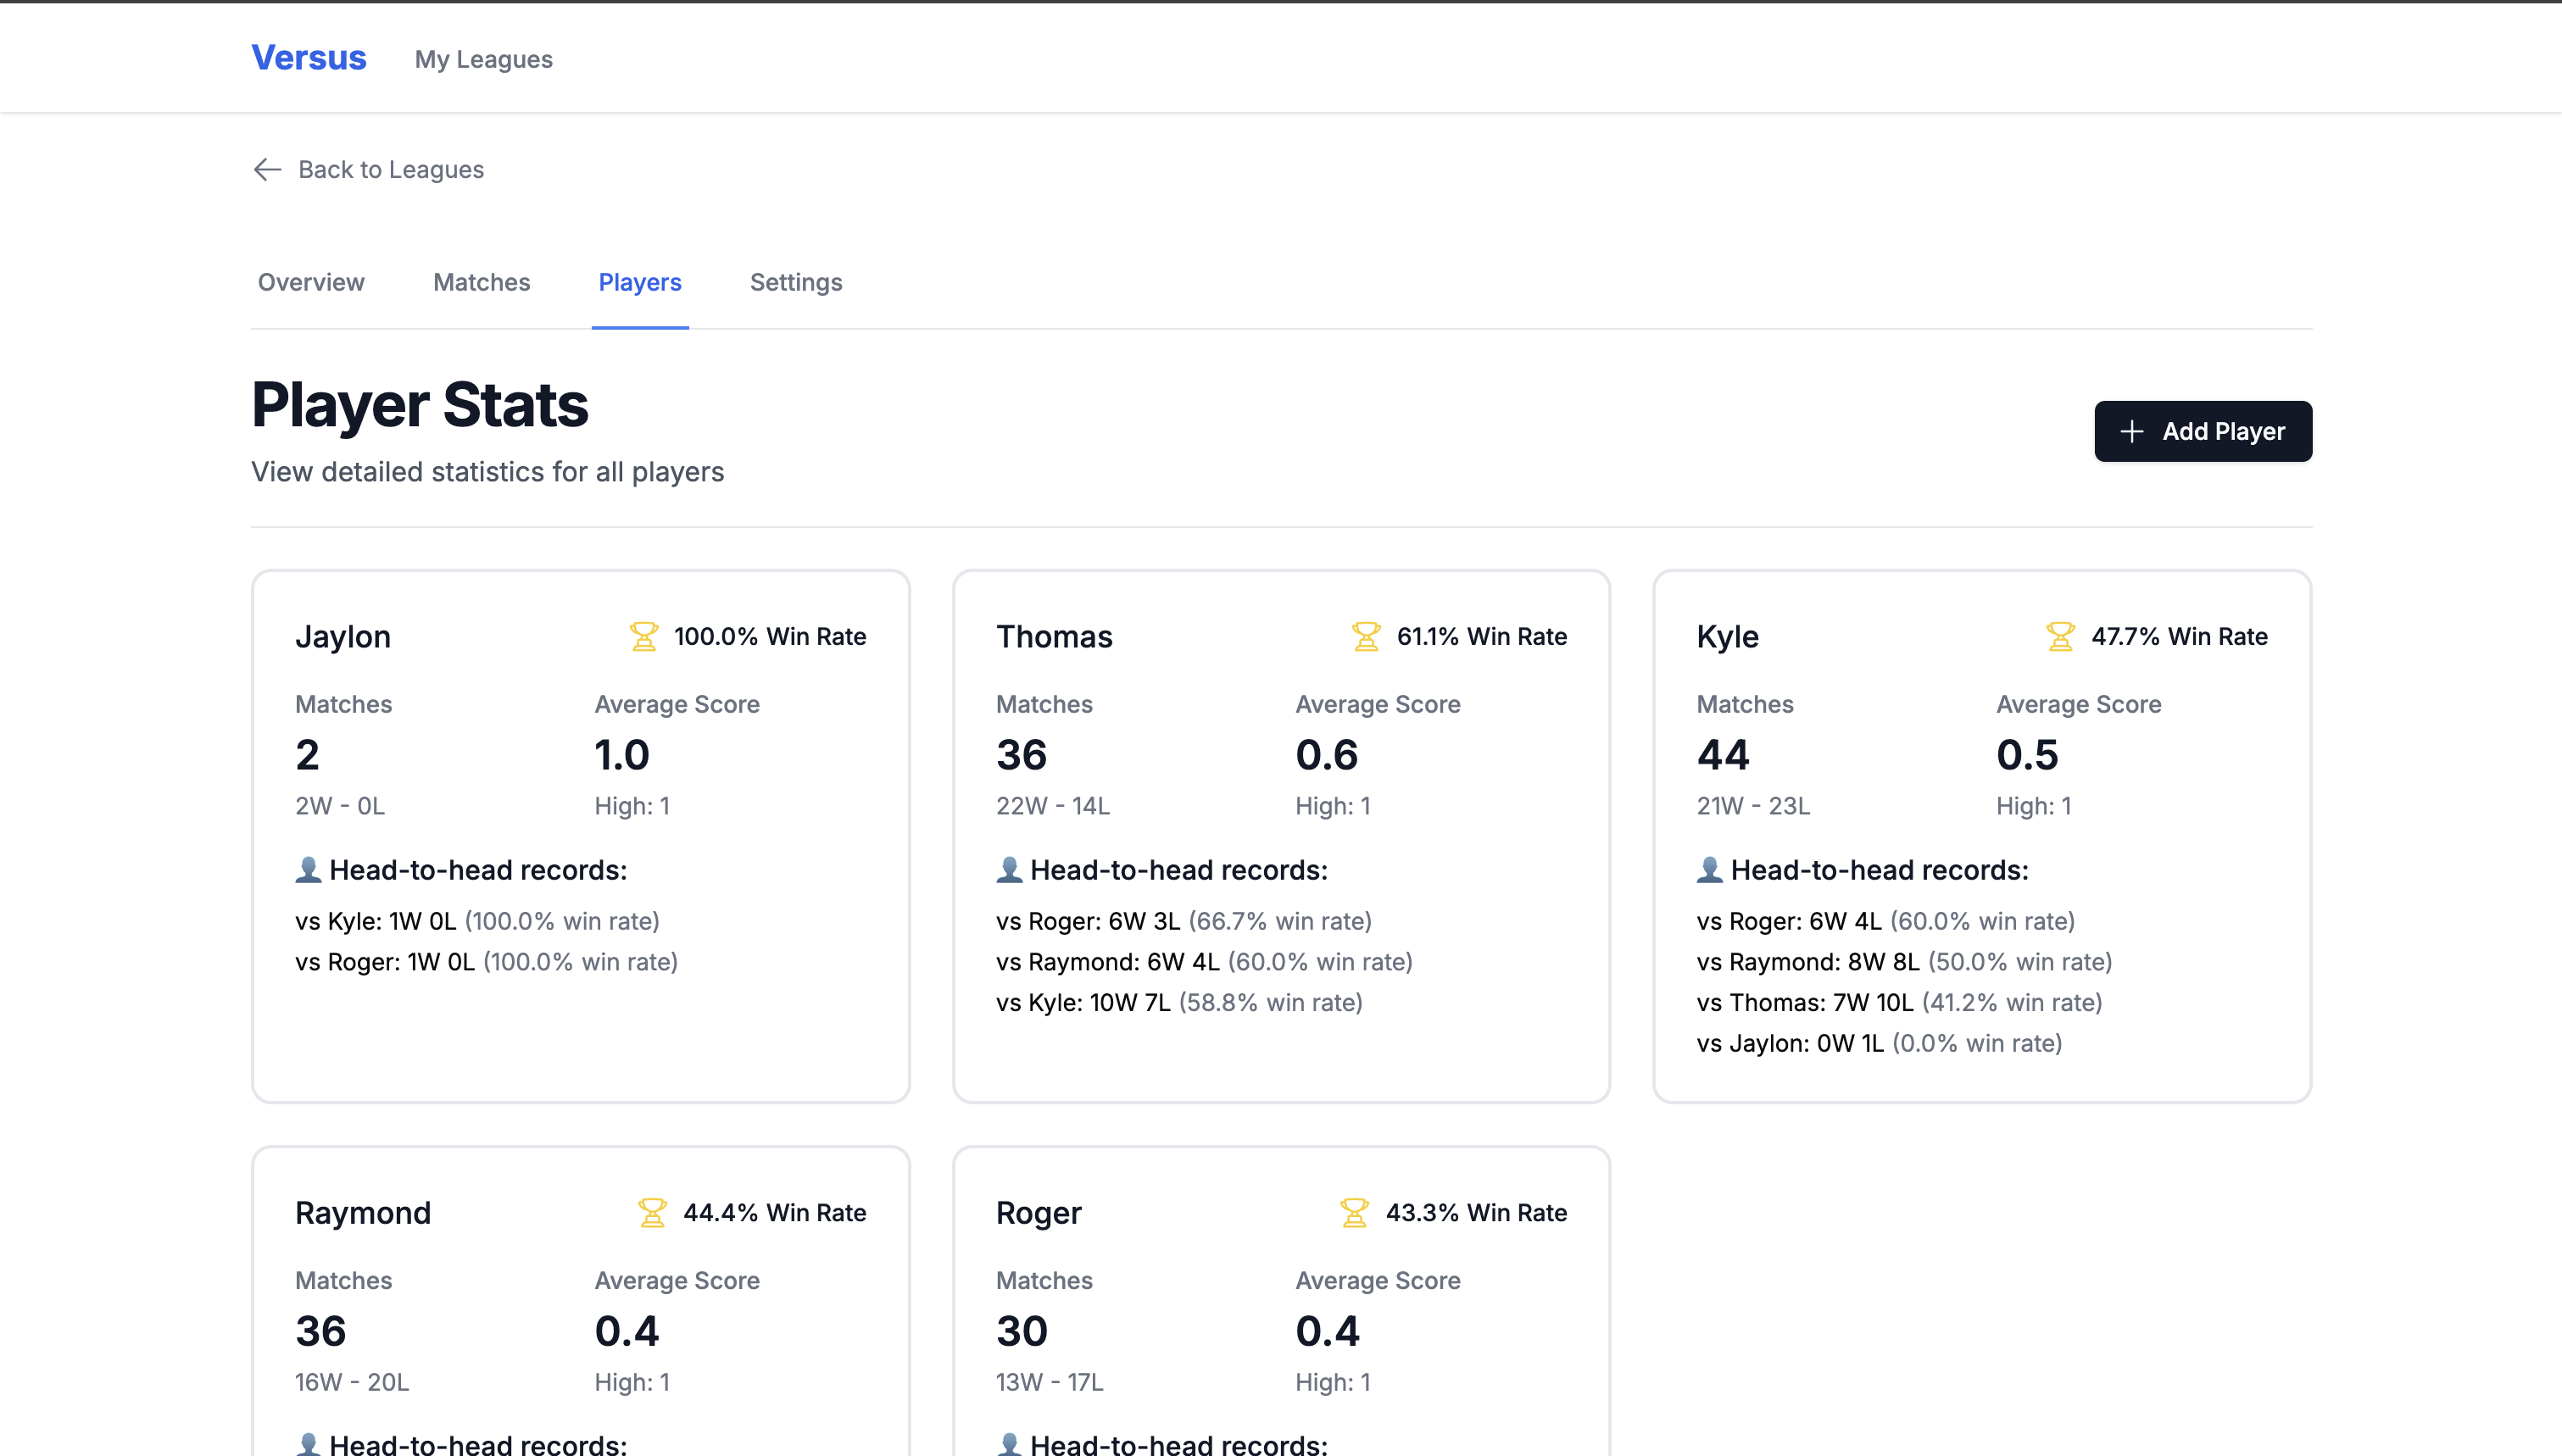 Versus My Leagues
Back to Leagues
Overview Matches Players Settings
Player Stats
View detailed statistics for all players
Add Player
Jaylon 100.0% Win Rate
Matches Average Score
2 1.0
2W - 0L High: 1
Head-to-head records:
vs Kyle: 1W 0L (100.0% win rate)
vs Roger: 1W 0L (100.0% win rate)
Thomas 61.1% Win Rate
Matches Average Score
36 0.6
22W - 14L High: 1
Head-to-head records:
vs Roger: 6W 3L (66.7% win rate)
vs Raymond: 6W 4L (60.0% win rate)
vs Kyle: 10W 7L (58.8% win rate)
Kyle 47.7% Win Rate
Matches Average Score
44 0.5
21W - 23L High: 1
Head-to-head records:
vs Roger: 6W 4L (60.0% win rate)
vs Raymond: 8W 8L (50.0% win rate)
vs Thomas: 7W 10L (41.2% win rate)
vs Jaylon: 0W 1L (0.0% win rate)
Raymond 44.4% Win Rate
Matches Average Score
36 0.4
16W - 20L High: 1
Head-to-head records:
Roger 43.3% Win Rate
Matches Average Score
30 0.4
13W - 17L High: 1
Head-to-head records: